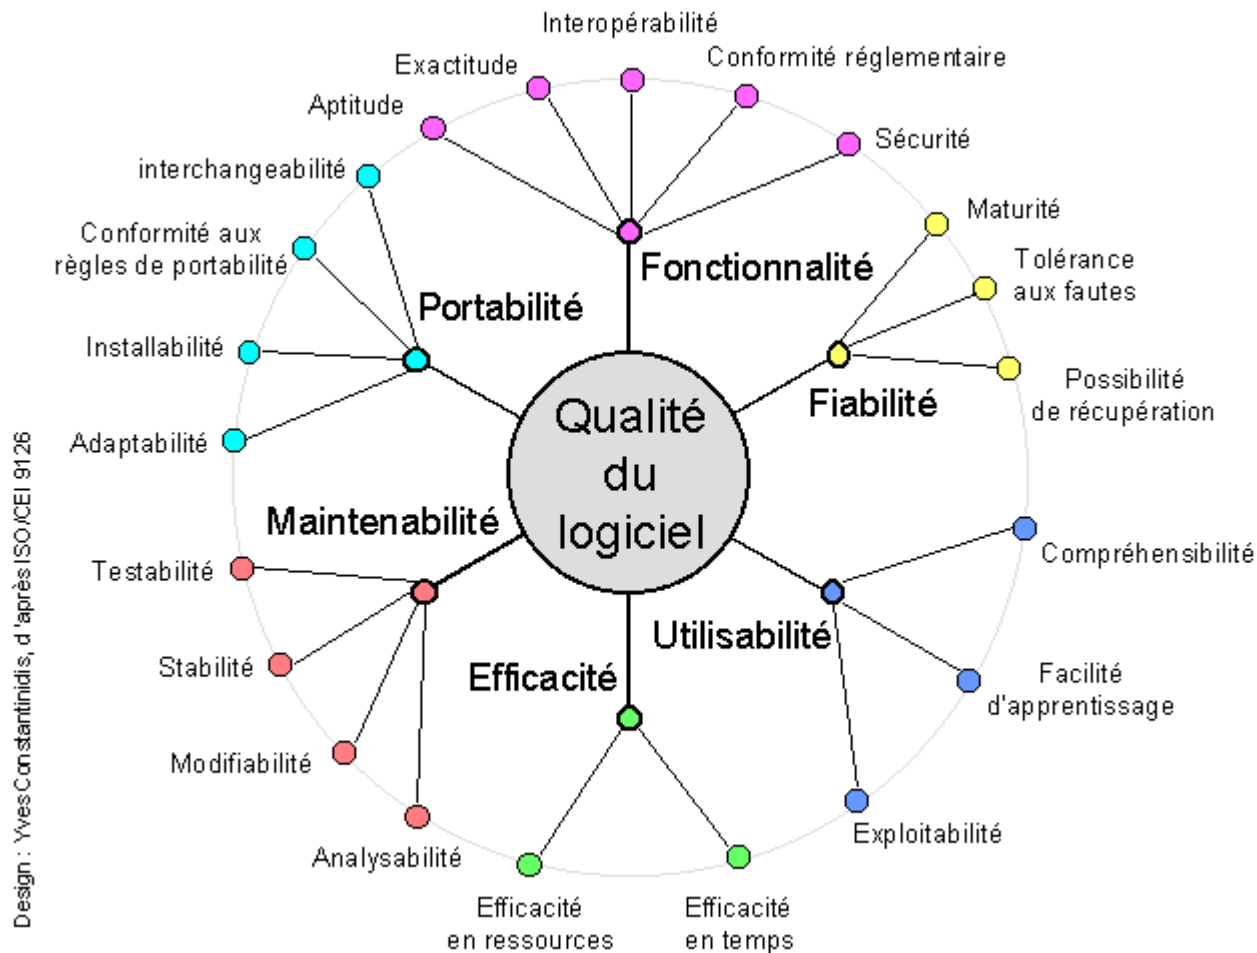 Interopérabilité
Exactitude
Conformité réglementaire
Aptitude
Sécurité
interchangeabilité
Maturité
Conformité aux
règles de portabilité
Tolérance
aux fautes
Fonctionnalité
Portabilité
Installabilité
Fiabilité
Possibilité
de récupération
Adaptabilité
Qualité
du
logiciel
Maintenabilité
Testabilité
Compréhensibilité
Utilisabilité
Stabilité
Efficacité
Facilité
d'apprentissage
Modifiabilité
Exploitabilité
Analysabilité
Efficacité
en ressources
Efficacité
en temps
Design : YvesConstantinidis, d'après ISO/CEI 9126